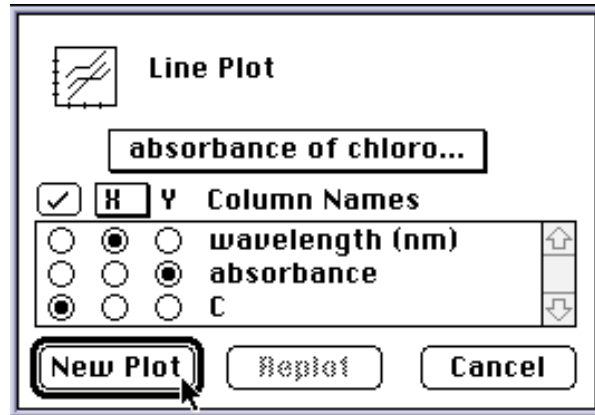 Line Plot
absorbance of chloro...
X Y Column Names
wavelength (nm)
absorbance
C
New Plot Replot Cancel